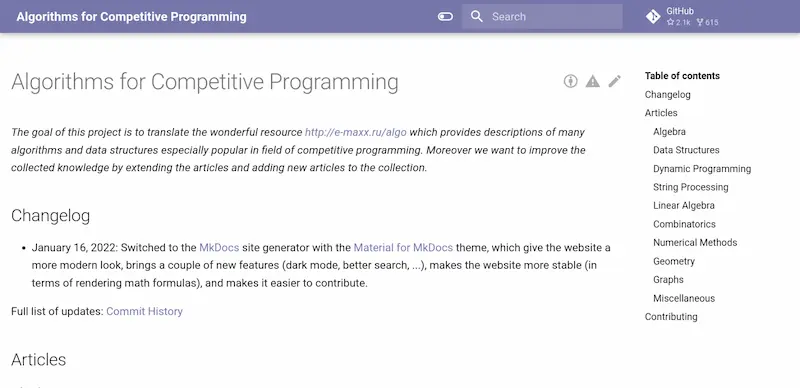 Algorithms for Competitive Programming
Search
GitHub
2.1k 615
Algorithms for Competitive Programming
The goal of this project is to translate the wonderful resource http://e-maxx.ru/algo which provides descriptions of many
algorithms and data structures especially popular in field of competitive programming. Moreover we want to improve the
collected knowledge by extending the articles and adding new articles to the collection.
Changelog
• January 16, 2022: Switched to the MkDocs site generator with the Material for MkDocs theme, which give the website a
more modern look, brings a couple of new features (dark mode, better search, ...), makes the website more stable (in
terms of rendering math formulas), and makes it easier to contribute.
Full list of updates: Commit History
Articles
Table of contents
Changelog
Articles
Algebra
Data Structures
Dynamic Programming
String Processing
Linear Algebra
Combinatorics
Numerical Methods
Geometry
Graphs
Miscellaneous
Contributing